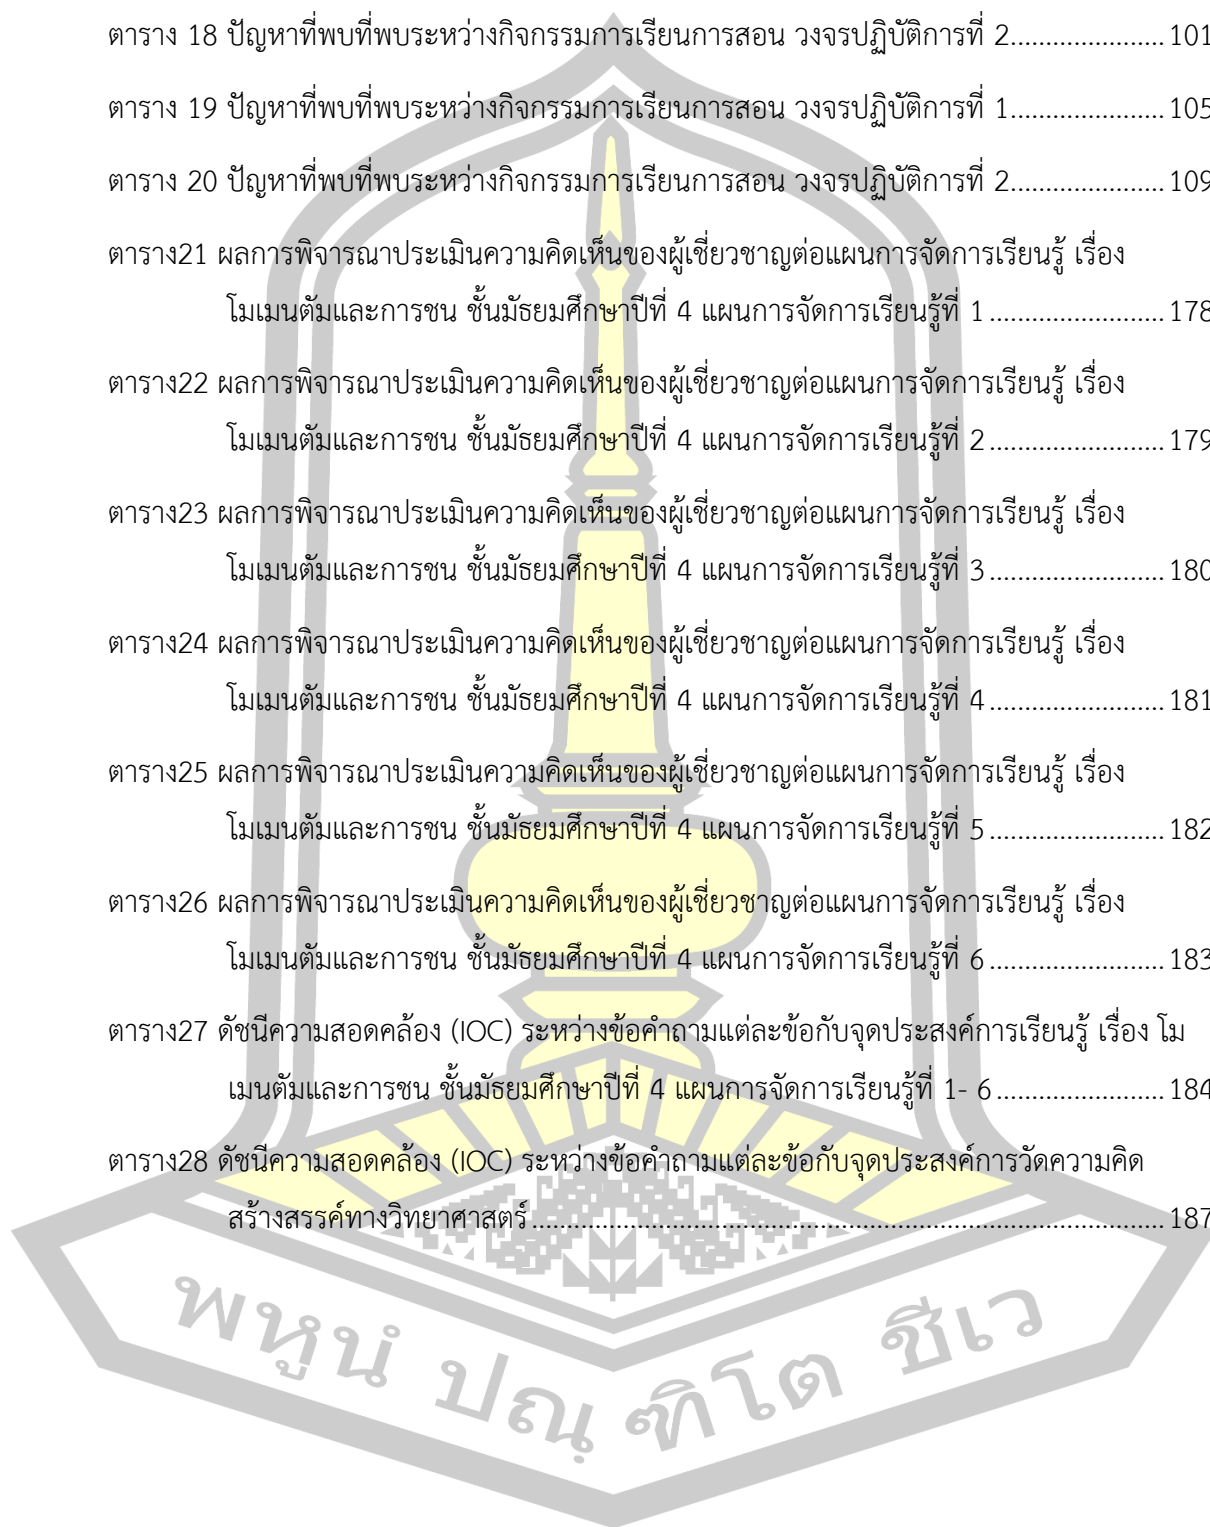 ตาราง 18 ปัญหาที่พบที่พบระหว่างกิจกรรมการเรียนการสอน วงจรปฏิบัติการที่ 2...................... 101
ตาราง 19 ปัญหาที่พบที่พบระหว่างกิจกรรมการเรียนการสอน วงจรปฏิบัติการที่ 1...................... 105
ตาราง 20 ปัญหาที่พบที่พบระหว่างกิจกรรมการเรียนการสอน วงจรปฏิบัติการที่ 2...................... 109
ตาราง21 ผลการพิจารณาประเมินความคิดเห็นของผู้เชี่ยวชาญต่อแผนการจัดการเรียนรู้ เรื่อง
โมเมนตัมและการชน ชั้นมัธยมศึกษาปีที่ 4 แผนการจัดการเรียนรู้ที่ 1......................... 178
ตาราง22 ผลการพิจารณาประเมินความคิดเห็นของผู้เชี่ยวชาญต่อแผนการจัดการเรียนรู้ เรื่อง
โมเมนตัมและการชน ชั้นมัธยมศึกษาปีที่ 4 แผนการจัดการเรียนรู้ที่ 2......................... 179
ตาราง23 ผลการพิจารณาประเมินความคิดเห็นของผู้เชี่ยวชาญต่อแผนการจัดการเรียนรู้ เรื่อง
โมเมนตัมและการชน ชั้นมัธยมศึกษาปีที่ 4 แผนการจัดการเรียนรู้ที่ 3......................... 180
ตาราง24 ผลการพิจารณาประเมินความคิดเห็นของผู้เชี่ยวชาญต่อแผนการจัดการเรียนรู้ เรื่อง
โมเมนตัมและการชน ชั้นมัธยมศึกษาปีที่ 4 แผนการจัดการเรียนรู้ที่ 4......................... 181
ตาราง25 ผลการพิจารณาประเมินความคิดเห็นของผู้เชี่ยวชาญต่อแผนการจัดการเรียนรู้ เรื่อง
โมเมนตัมและการชน ชั้นมัธยมศึกษาปีที่ 4 แผนการจัดการเรียนรู้ที่ 5......................... 182
ตาราง26 ผลการพิจารณาประเมินความคิดเห็นของผู้เชี่ยวชาญต่อแผนการจัดการเรียนรู้ เรื่อง
โมเมนตัมและการชน ชั้นมัธยมศึกษาปีที่ 4 แผนการจัดการเรียนรู้ที่ 6......................... 183
ตาราง27 ดัชนีความสอดคล้อง (IOC) ระหว่างข้อคำถามแต่ละข้อกับจุดประสงค์การเรียนรู้ เรื่อง โม
เมนตัมและการชน ชั้นมัธยมศึกษาปีที่ 4 แผนการจัดการเรียนรู้ที่ 1- 6........................ 184
ตาราง28 ดัชนีความสอดคล้อง (IOC) ระหว่างข้อคำถามแต่ละข้อกับจุดประสงค์การวัดความคิด
สร้างสรรค์ทางวิทยาศาสตร์.......................................................................................... 187
พหูนํ ปณฺฑิโต ชีเว